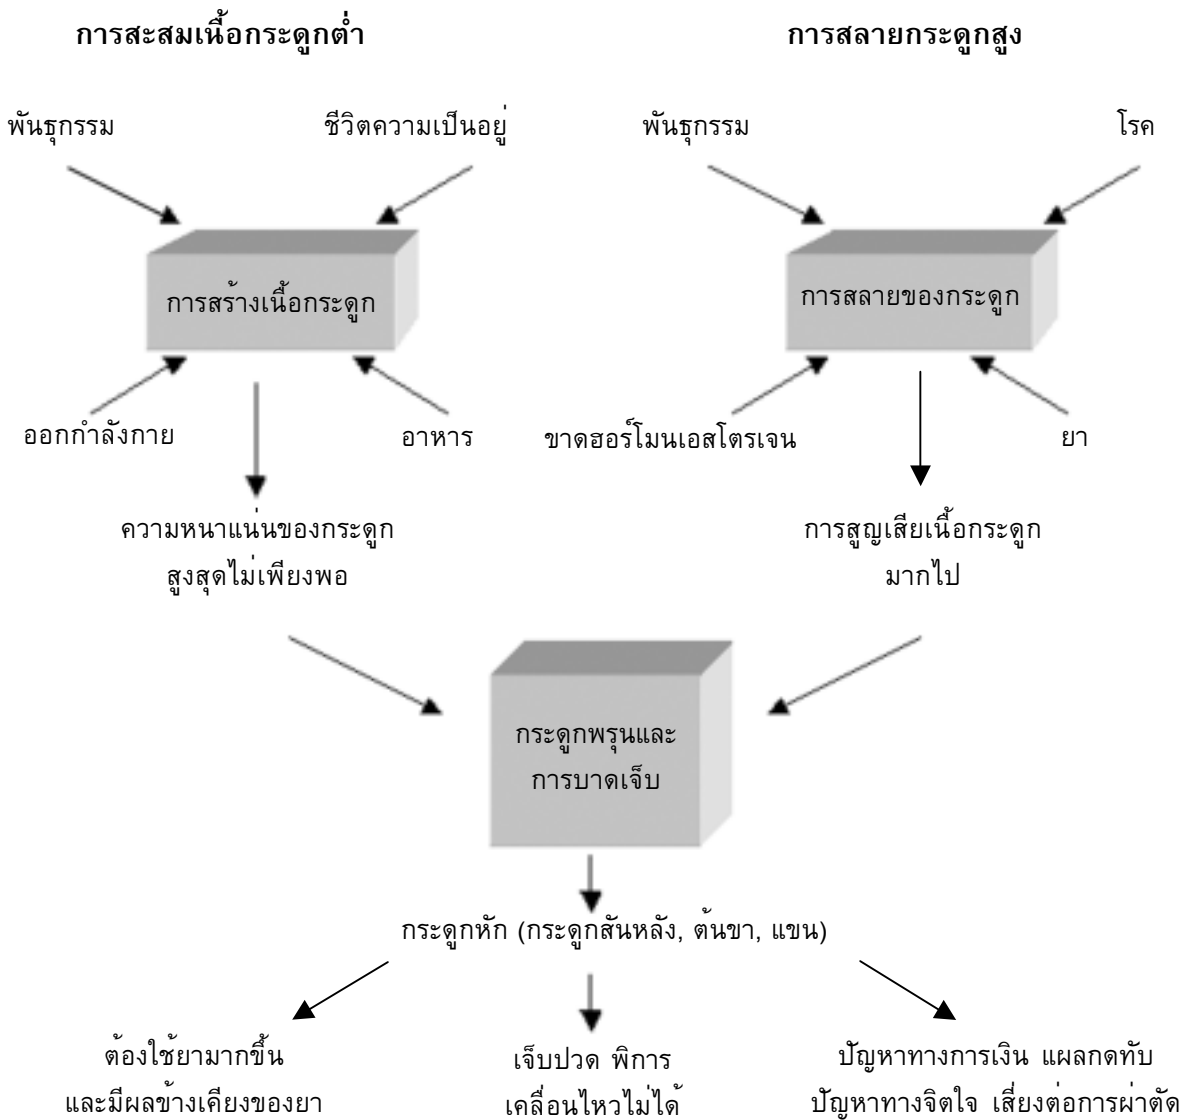 การสะสมเนื้อกระดูกต่ำ
การสลายกระดูกสูง
พันธุกรรม
ชีวิตความเป็นอยู่
พันธุกรรม
โรค
การสร้างเนื้อกระดูก
การสลายของกระดูก
ออกกำลังกาย
อาหาร
ขาดฮอร์โมนเอสโตรเจน
ยา
ความหนาแน่นของกระดูก
สูงสุดไม่เพียงพอ
การสูญเสียเนื้อกระดูก
มากไป
กระดูกพรุนและ
การบาดเจ็บ
กระดูกหัก (กระดูกสันหลัง, ต้นขา, แขน)
ต้องใช้ยามากขึ้น
และมีผลข้างเคียงของยา
เจ็บปวด พิการ
เคลื่อนไหวไม่ได้
ปัญหาทางการเงิน แผลกดทับ
ปัญหาทางจิตใจ เสี่ยงต่อการผ่าตัด